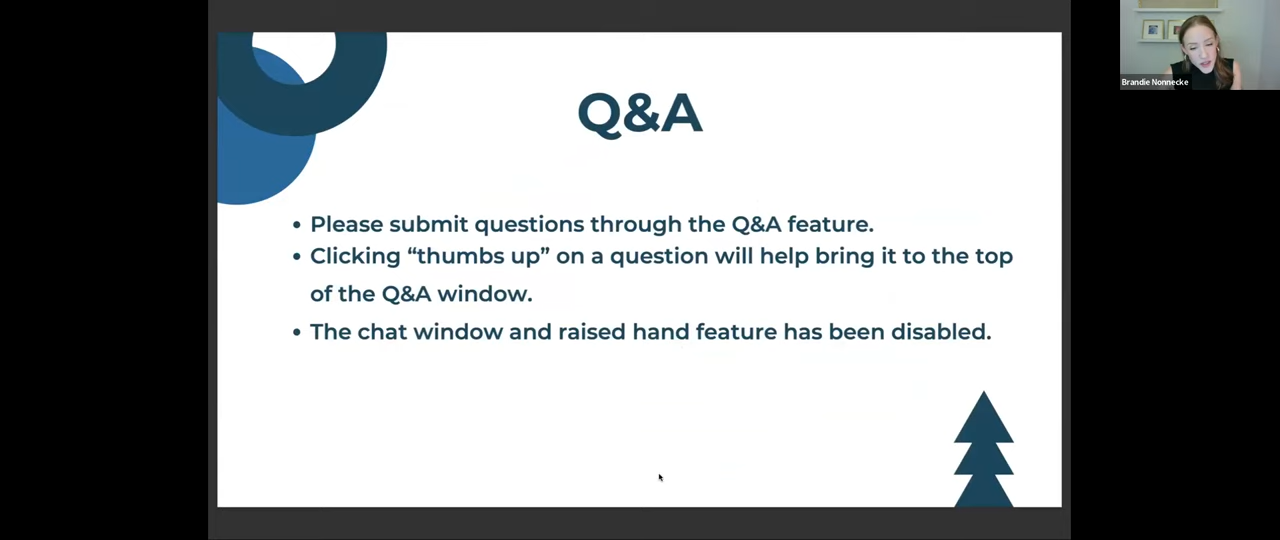 Q&A
• Please submit questions through the Q&A feature.
• Clicking “thumbs up” on a question will help bring it to the top
of the Q&A window.
• The chat window and raised hand feature has been disabled.
Brandie Nonnecke